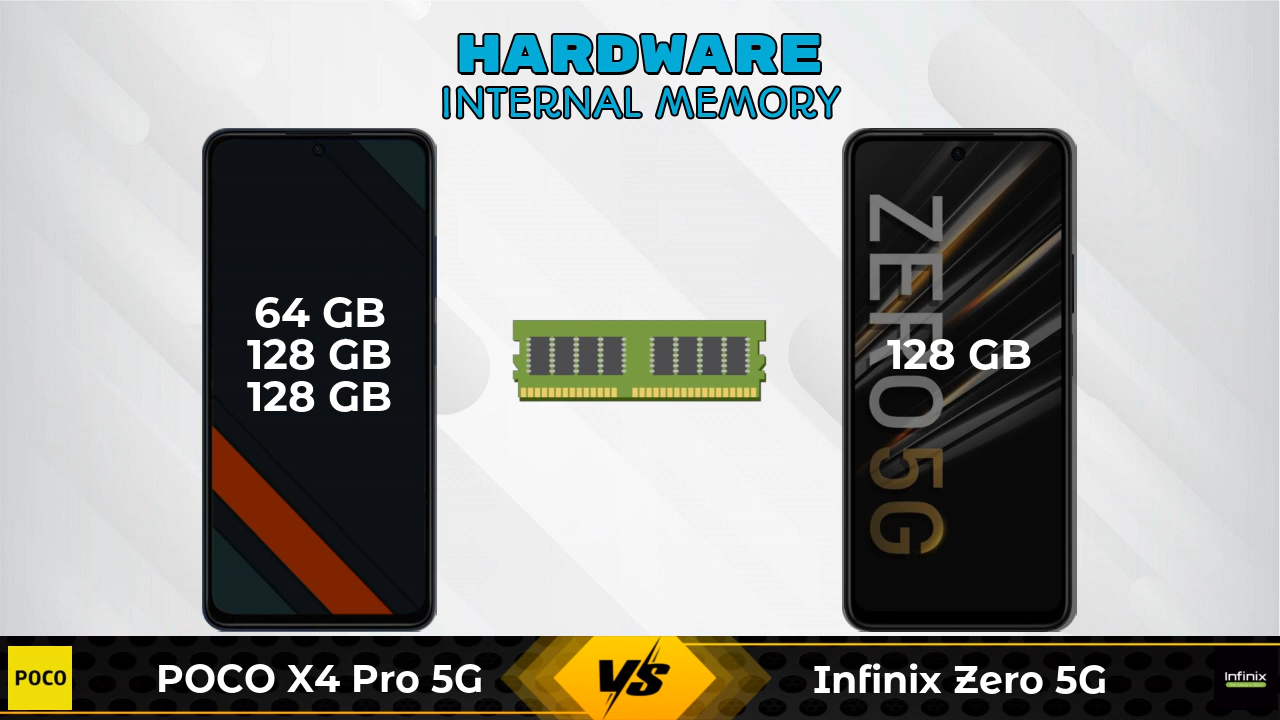 HARDWARE
INTERNAL MEMORY
64 GB
128 GB
128 GB
ZERO 5G
128 GB
POCO
POCO X4 Pro 5G
VS
Infinix Zero 5G
Infinix